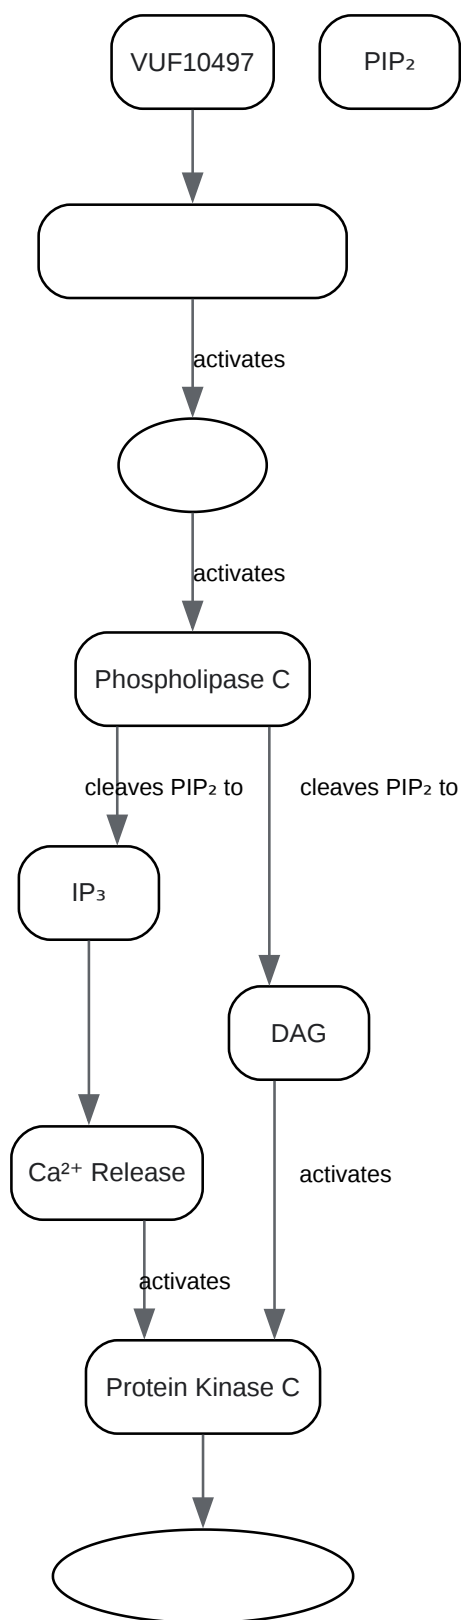 VUF10497
PIP₂
activates
activates
Phospholipase C
cleaves PIP₂ to
cleaves PIP₂ to
IP₃
DAG
Ca²⁺ Release
activates
activates
Protein Kinase C